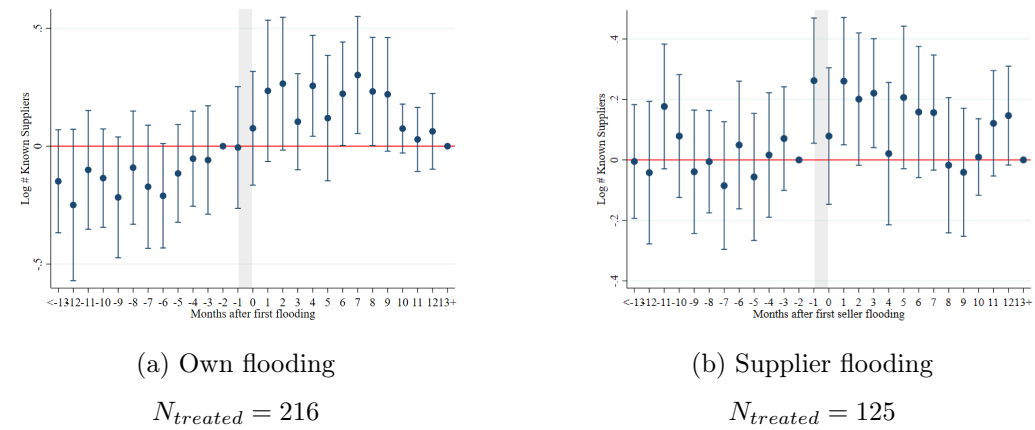 .5
0
-.5
Log # Known Suppliers
<-13-12-11-10 -9 -8 -7 -6 -5 -4 -3 -2 -1 0 1 2 3 4 5 6 7 8 9 10 11 12 13+
Months after first flooding
(a) Own flooding
N_{treated} = 216
.4
.2
0
-.2
-.4
Log # Known Suppliers
<-13-12-11-10 -9 -8 -7 -6 -5 -4 -3 -2 -1 0 1 2 3 4 5 6 7 8 9 10 11 12 13+
Months after first seller flooding
(b) Supplier flooding
N_{treated} = 125